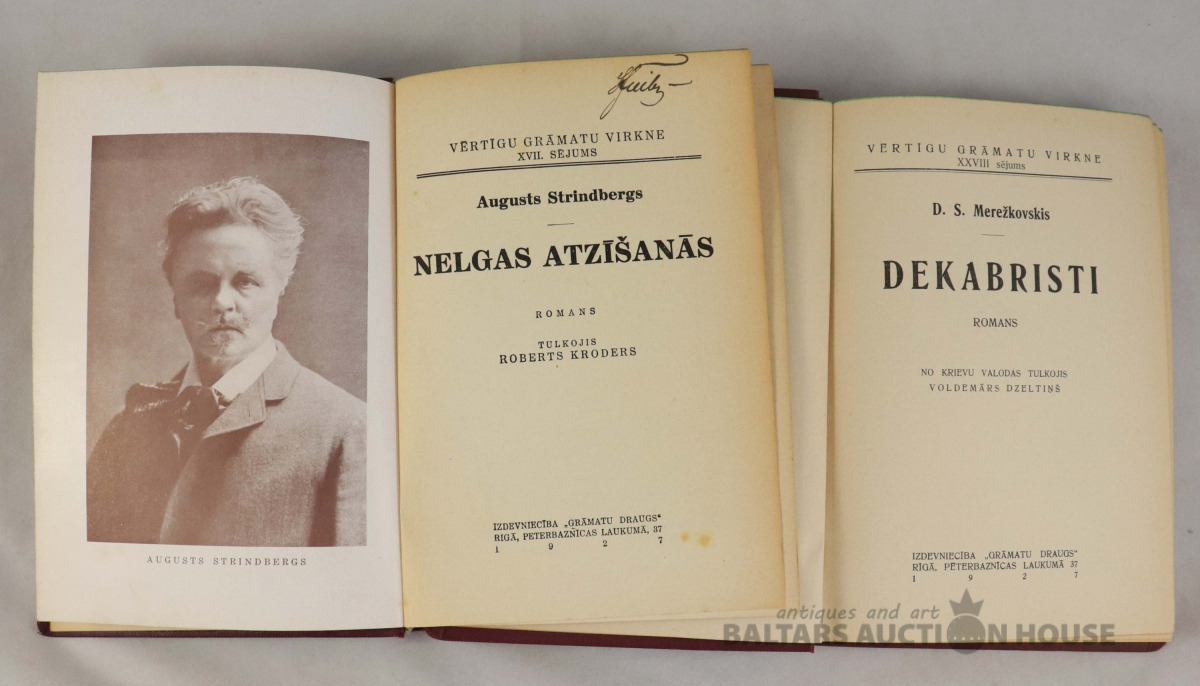 AUGUSTS STRINDBERGS
VĒRTĪGU GRĀMATU VIRKNE
XVII. SĒJUMS
Augusts Strindbergs
NELGAS ATZĪŠANĀS
ROMANS
TULKOJIS
ROBERTS KRODERS
IZDEVNIECĪBA „GRĀMATU DRAUGS“
RIGĀ, PETERBAZNĪCAS LAUKUMĀ, 37
1 9 2 7
VĒRTĪGU GRĀMATU VIRKNE
XXVIII sējums
D. S. Merežkovskis
DEKABRISTI
ROMANS
NO KRIEVU VALODAS TULKOJIS
VOLDEMĀRS DZELTIŅŠ
IZDEVNIECĪBA „GRĀMATU DRAUGS“
RĪGĀ, PĒTERBAZNĪCAS LAUKUMĀ 37
1 9 2 7
antiques and art
BALTARS AUCTION HOUSE